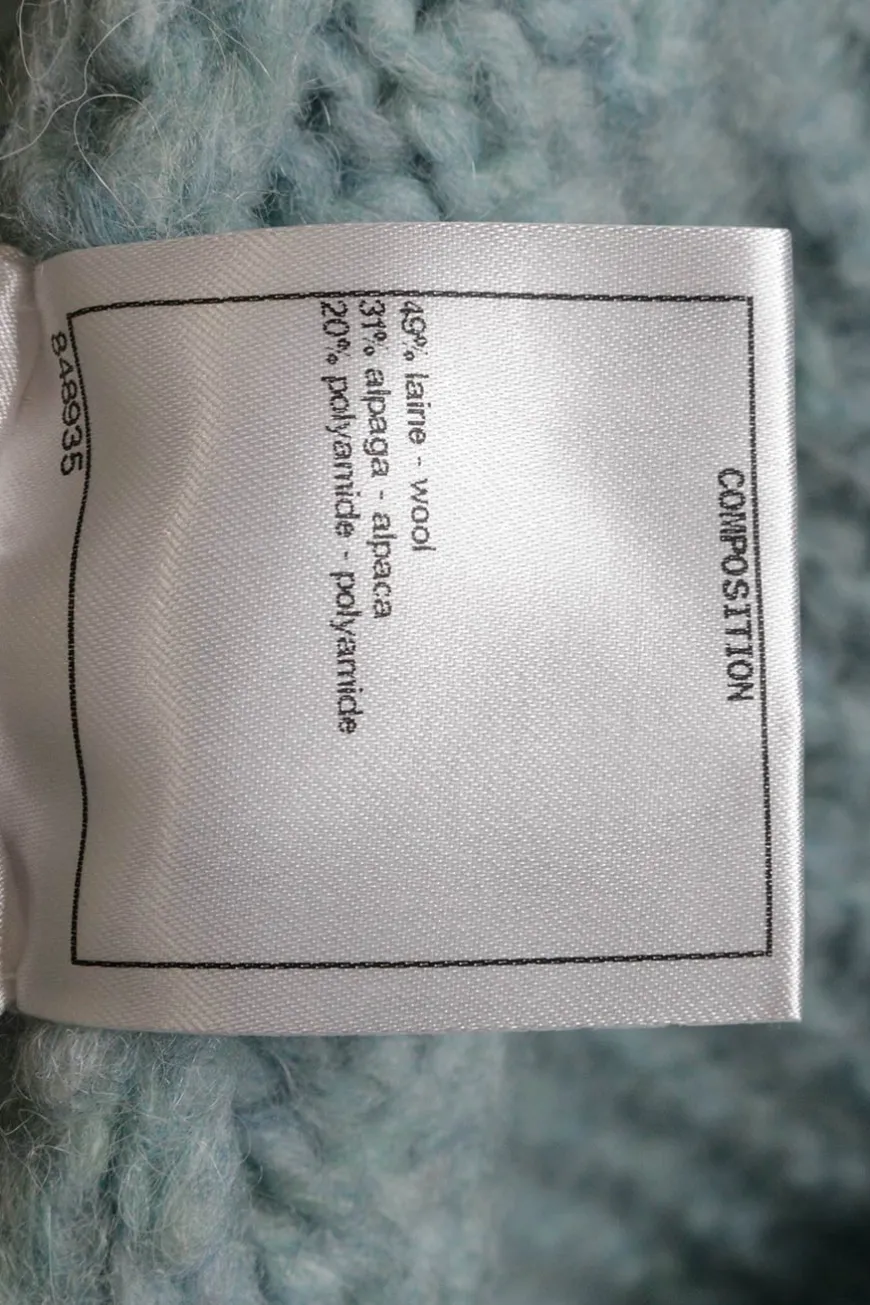 COMPOSITION
49% laine - wool
31% alpaga - alpaca
20% polyamide - polyamide
848935